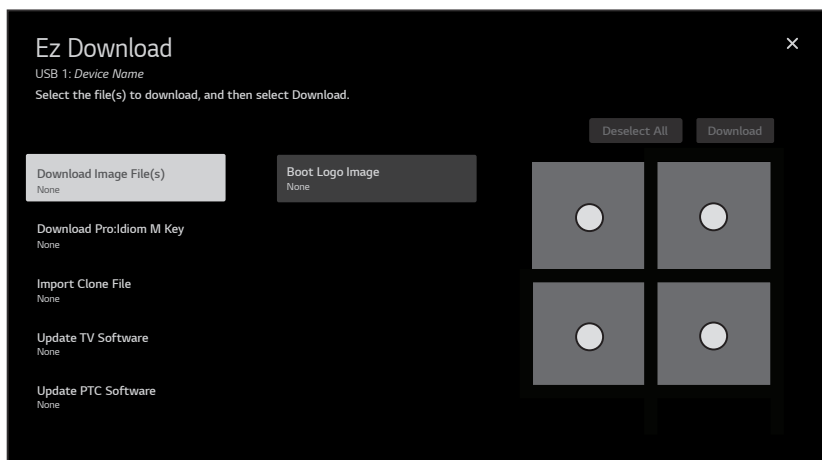 Ez Download
USB 1: Device Name
Select the file(s) to download, and then select Download.
Deselect All
Download
Download Image File(s)
None
Boot Logo Image
None
Download Pro:Idiom M Key
None
Import Clone File
None
Update TV Software
None
Update PTC Software
None